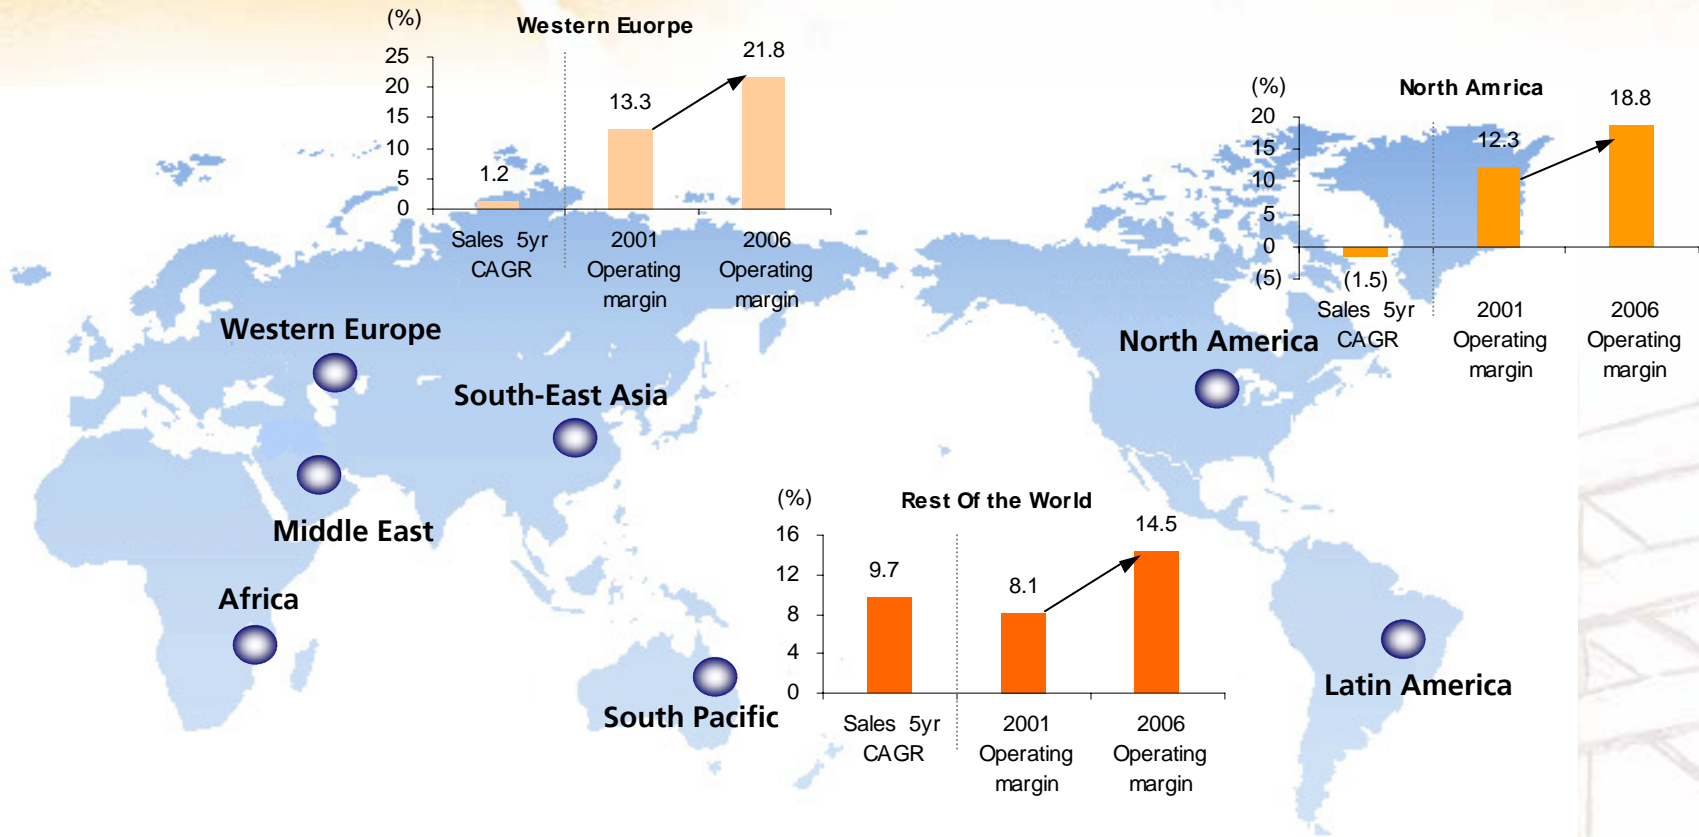 (%)
Western Euorpe
25
20
15
10
5
0
1.2
13.3
21.8
Sales 5yr
CAGR
2001
Operating
margin
2006
Operating
margin
(%)
North Amrica
20
15
10
5
0
(5)
(1.5)
12.3
18.8
Sales 5yr
CAGR
2001
Operating
margin
2006
Operating
margin
Western Europe
South-East Asia
North America
Middle East
Africa
South Pacific
Latin America
(%)
Rest Of the World
16
12
8
4
0
9.7
8.1
14.5
Sales 5yr
CAGR
2001
Operating
margin
2006
Operating
margin